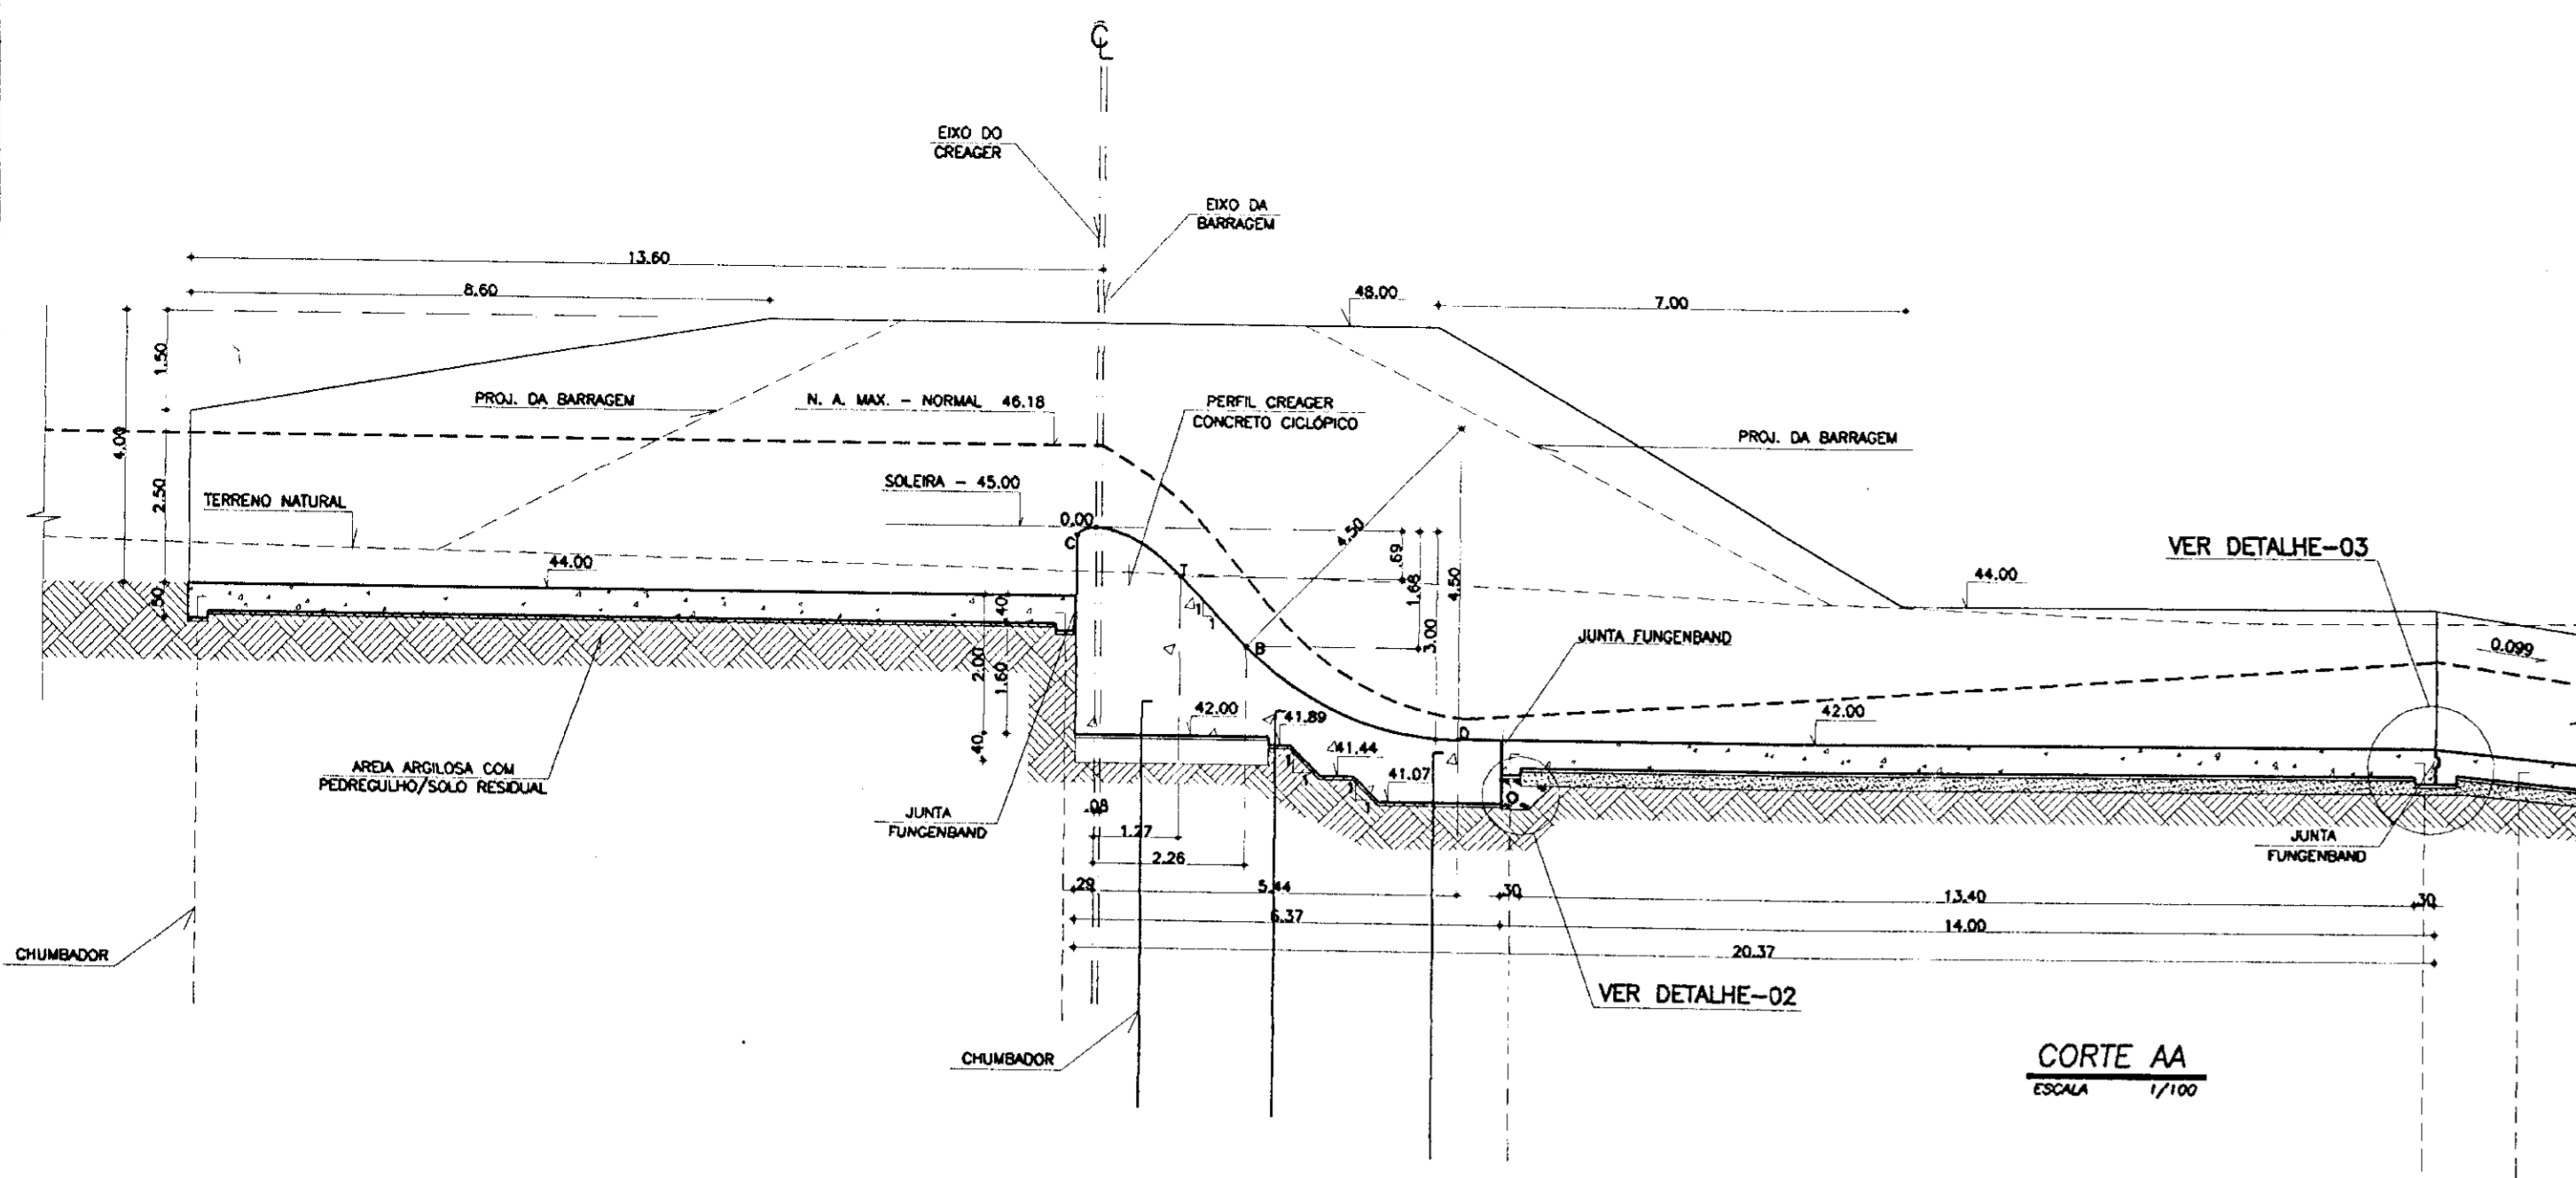 ℄
EIXO DO
CREAGER
EIXO DA
BARRAGEM
13.60
8.60
48.00
7.00
1.50
PROJ. DA BARRAGEM
N. A. MAX. - NORMAL 46.18
PERFIL CREAGER
CONCRETO CICLÓPICO
PROJ. DA BARRAGEM
4.00
2.50
TERRENO NATURAL
SOLEIRA - 45.00
0.00
C
4.50
.69
1.68
3.00
4.50
VER DETALHE-03
44.00
T
44.00
.50
.40
1
1
B
JUNTA FUNGENBAND
0.099
2.00
1.60
42.00
41.89
D
42.00
.40
41.44
1
1
41.07
1
1
AREIA ARGILOSA COM
PEDREGULHO/SOLO RESIDUAL
JUNTA
FUNGENBAND
.08
1.27
2.26
JUNTA
FUNGENBAND
.29
5.44
.30
13.40
.30
6.37
14.00
20.37
CHUMBADOR
VER DETALHE-02
CHUMBADOR
CORTE AA
ESCALA 1/100